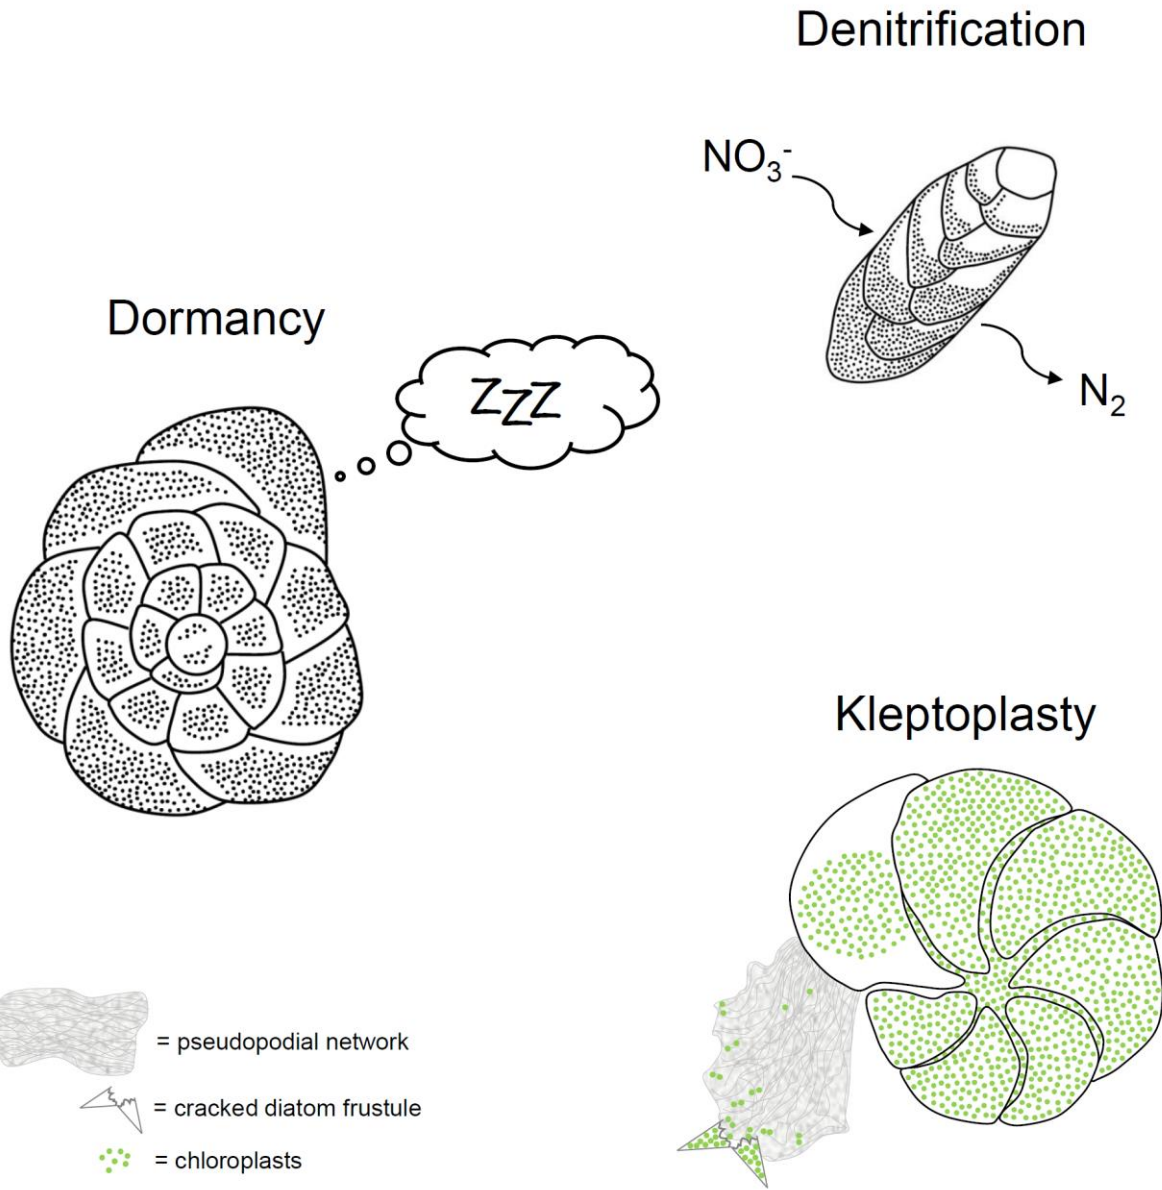 Denitrification
NO₃⁻
N₂
Dormancy
ZZZ
Kleptoplasty
= pseudopodial network
= cracked diatom frustule
= chloroplasts